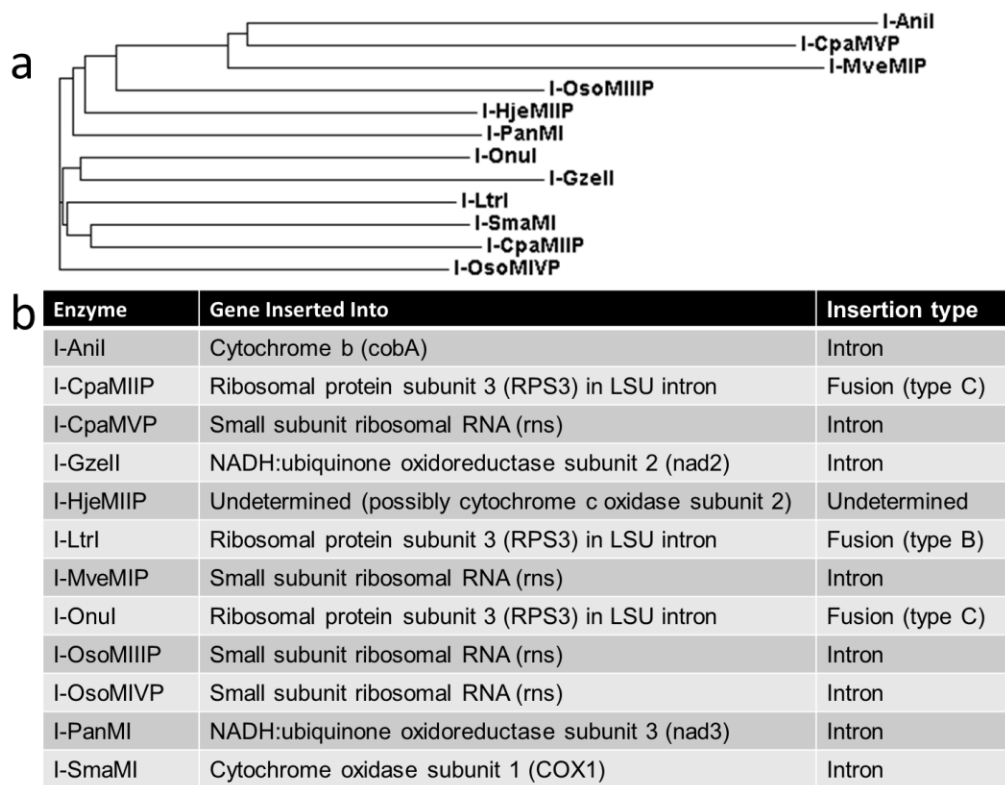 a
I-AniI
I-CpaMVP
I-MveMIP
I-OsoMIIIP
I-HjeMIIP
I-PanMI
I-OnuI
I-GzeII
I-LtrI
I-SmaMI
I-CpaMIIP
I-OsoMIVP
b
Enzyme Gene Inserted Into Insertion type
I-AniI Cytochrome b (cobA) Intron
I-CpaMIIP Ribosomal protein subunit 3 (RPS3) in LSU intron Fusion (type C)
I-CpaMVP Small subunit ribosomal RNA (rns) Intron
I-GzeII NADH:ubiquinone oxidoreductase subunit 2 (nad2) Intron
I-HjeMIIP Undetermined (possibly cytochrome c oxidase subunit 2) Undetermined
I-LtrI Ribosomal protein subunit 3 (RPS3) in LSU intron Fusion (type B)
I-MveMIP Small subunit ribosomal RNA (rns) Intron
I-OnuI Ribosomal protein subunit 3 (RPS3) in LSU intron Fusion (type C)
I-OsoMIIIP Small subunit ribosomal RNA (rns) Intron
I-OsoMIVP Small subunit ribosomal RNA (rns) Intron
I-PanMI NADH:ubiquinone oxidoreductase subunit 3 (nad3) Intron
I-SmaMI Cytochrome oxidase subunit 1 (COX1) Intron